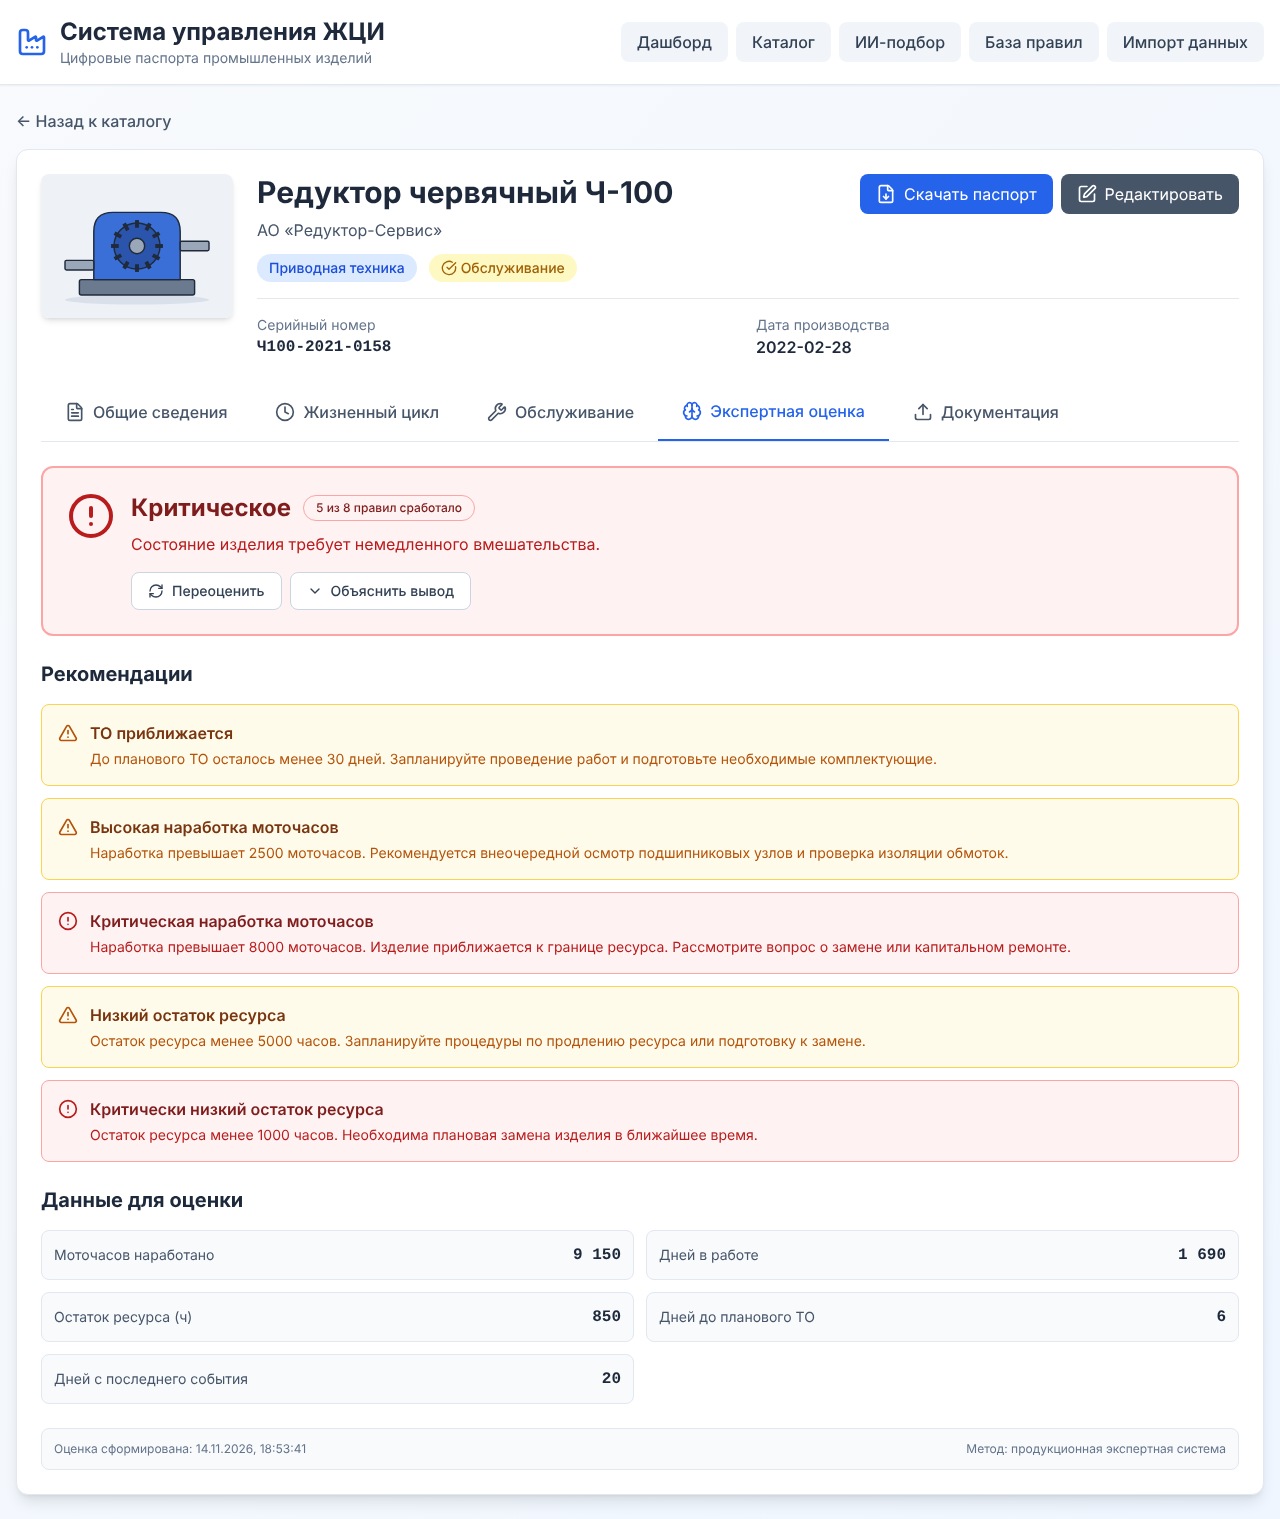 Система управления ЖЦИ
Цифровые паспорта промышленных изделий
Дашборд
Каталог
ИИ-подбор
База правил
Импорт данных
← Назад к каталогу
Редуктор червячный Ч-100
Скачать паспорт
Редактировать
АО «Редуктор-Сервис»
Приводная техника
Обслуживание
Серийный номер
Дата производства
Ч100-2021-0158
2022-02-28
Общие сведения
Жизненный цикл
Обслуживание
Экспертная оценка
Документация
Критическое
5 из 8 правил сработало
Состояние изделия требует немедленного вмешательства.
Переоценить
Объяснить вывод
Рекомендации
ТО приближается
До планового ТО осталось менее 30 дней. Запланируйте проведение работ и подготовьте необходимые комплектующие.
Высокая наработка моточасов
Наработка превышает 2500 моточасов. Рекомендуется внеочередной осмотр подшипниковых узлов и проверка изоляции обмоток.
Критическая наработка моточасов
Наработка превышает 8000 моточасов. Изделие приближается к границе ресурса. Рассмотрите вопрос о замене или капитальном ремонте.
Низкий остаток ресурса
Остаток ресурса менее 5000 часов. Запланируйте процедуры по продлению ресурса или подготовку к замене.
Критически низкий остаток ресурса
Остаток ресурса менее 1000 часов. Необходима плановая замена изделия в ближайшее время.
Данные для оценки
Моточасов наработано
9 150
Дней в работе
1 690
Остаток ресурса (ч)
850
Дней до планового ТО
6
Дней с последнего события
20
Оценка сформирована: 14.11.2026, 18:53:41
Метод: продукционная экспертная система